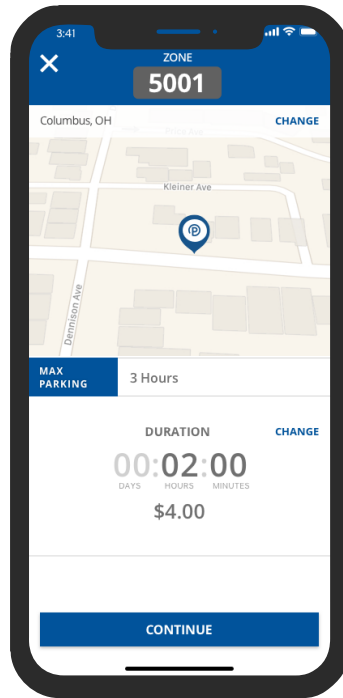 3:41
ZONE
5001
Columbus, OH
CHANGE
Kleiner Ave
Dennison Ave
MAX
PARKING
3 Hours
DURATION
CHANGE
00:02:00
DAYS HOURS MINUTES
$4.00
CONTINUE